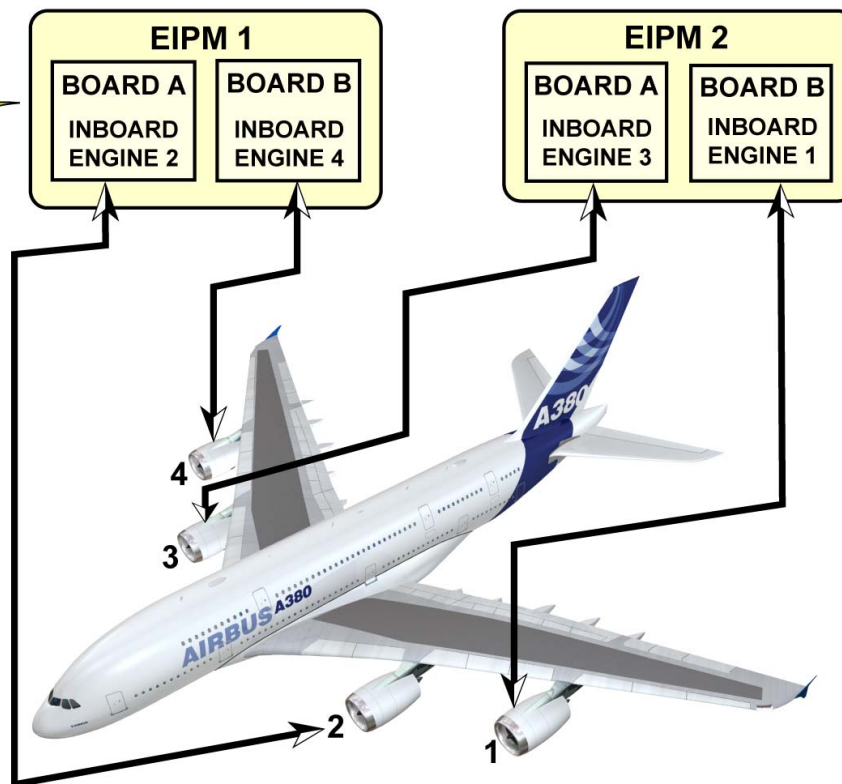 EIPM 1
BOARD A
INBOARD
ENGINE 2
BOARD B
INBOARD
ENGINE 4
EIPM 2
BOARD A
INBOARD
ENGINE 3
BOARD B
INBOARD
ENGINE 1
A380
4
3
AIRBUS A380
2
1